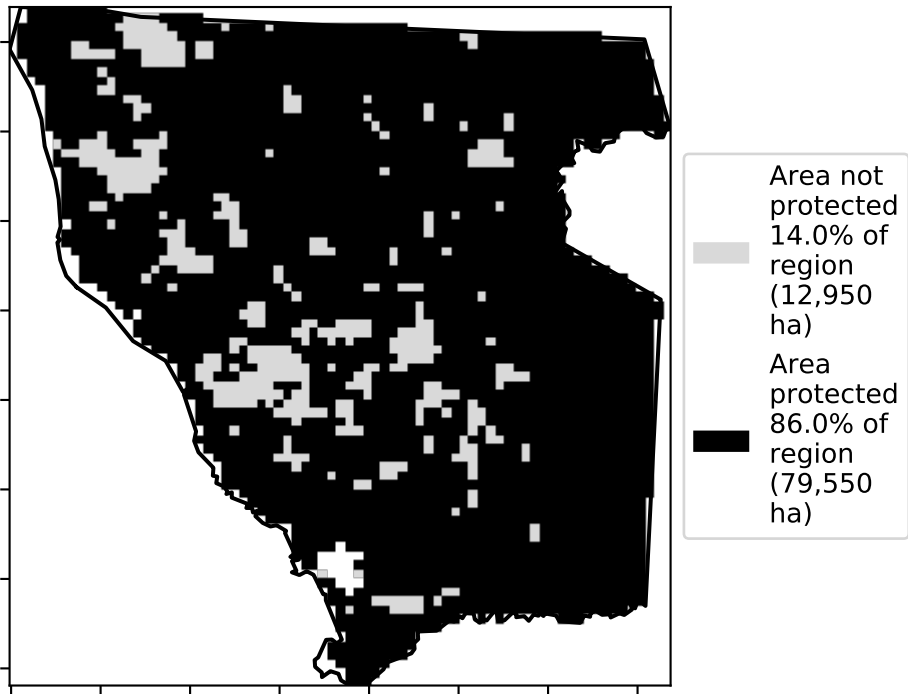 Area not
protected
14.0% of
region
(12,950
ha)
Area
protected
86.0% of
region
(79,550
ha)